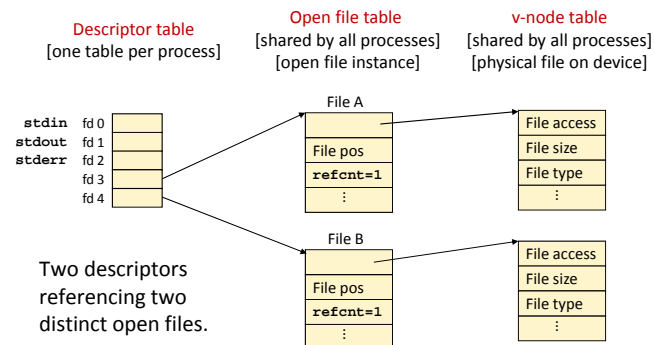 Descriptor table
[one table per process]
Open file table
[shared by all processes]
[open file instance]
v-node table
[shared by all processes]
[physical file on device]
stdin fd 0
stdout fd 1
stderr fd 2
fd 3
fd 4
File A
File pos
refcnt=1
⋮
File access
File size
File type
⋮
File B
File pos
refcnt=1
⋮
File access
File size
File type
⋮
Two descriptors
referencing two
distinct open files.